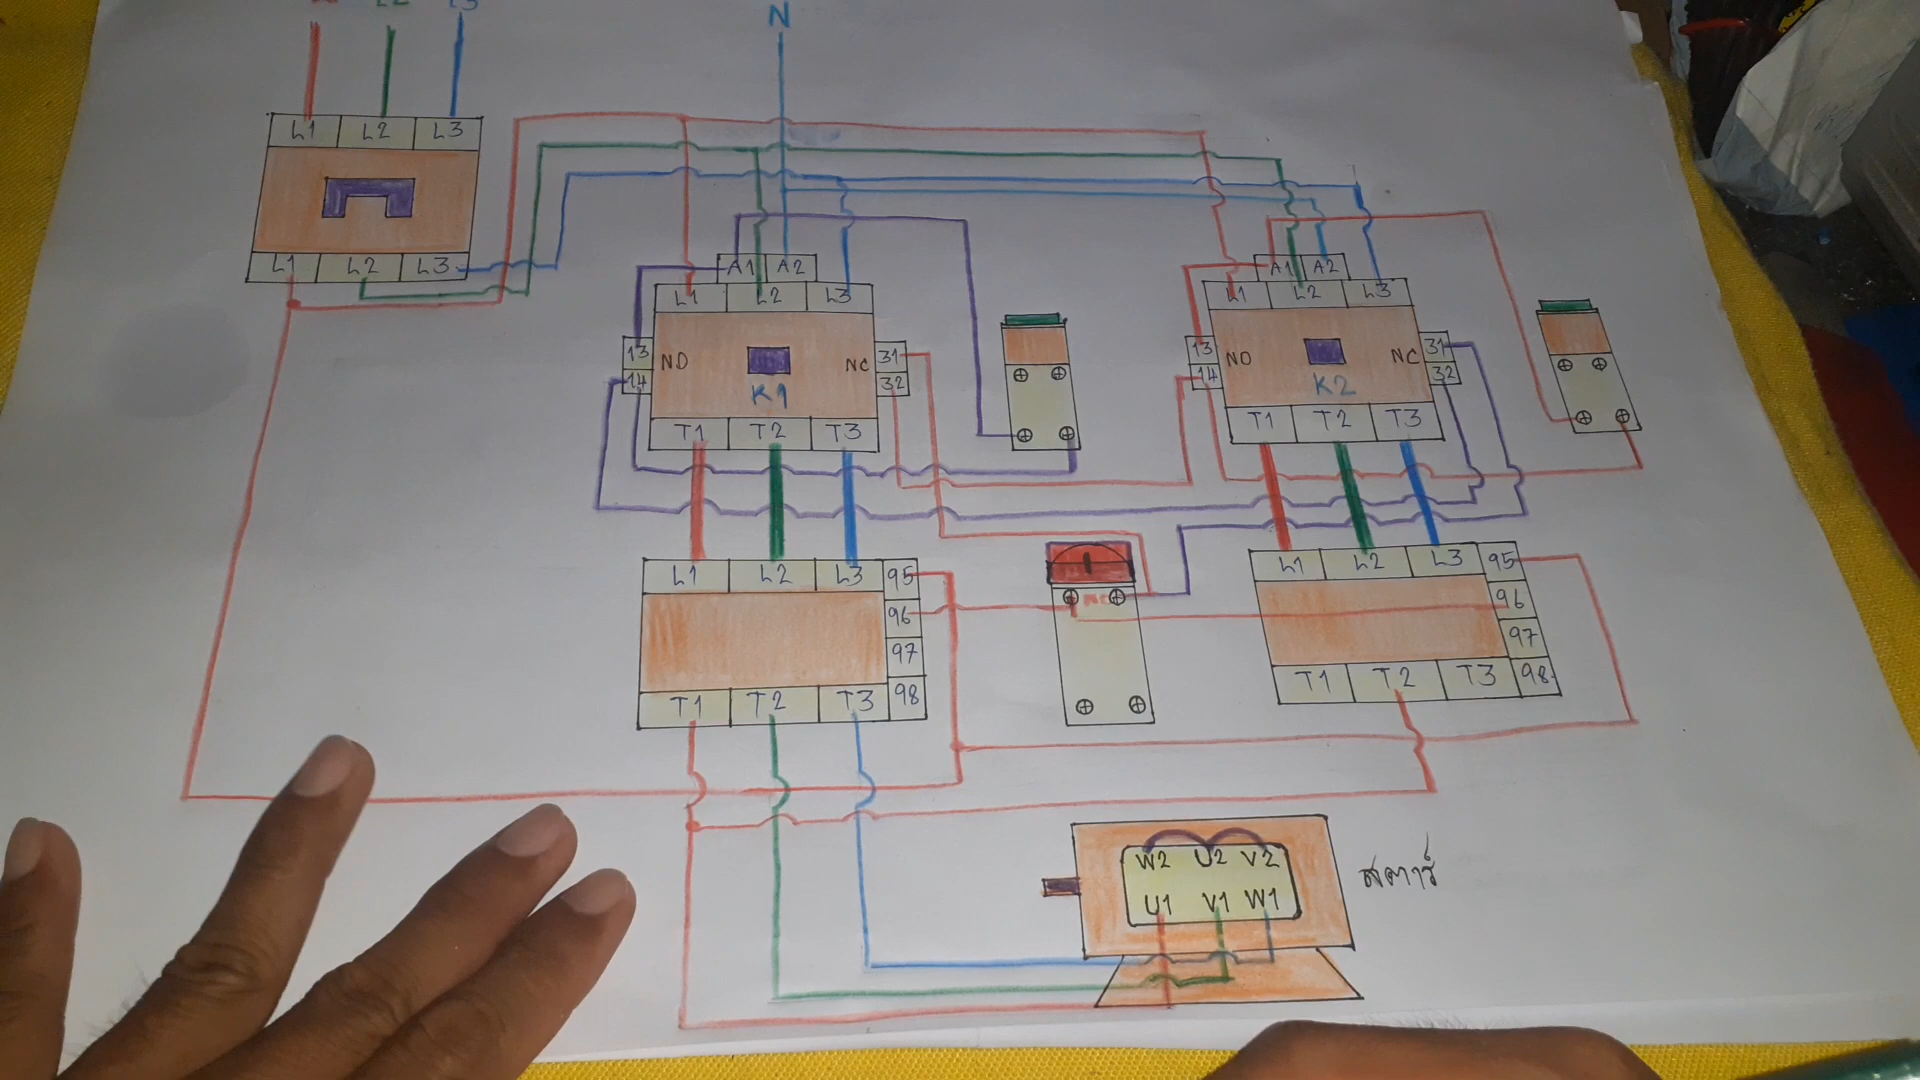 L2 L3
N
L1 L2 L3
L1 L2 L3
A1 A2
L1 L2 L3
13 NO NC 31
14 32
K1
T1 T2 T3
A1 A2
L1 L2 L3
13 NO NC 31
14 32
K2
T1 T2 T3
L1 L2 L3 95
96
97
T1 T2 T3 98
NC
L1 L2 L3 95
96
97
T1 T2 T3 98
W2 U2 V2
U1 V1 W1
สตาร์